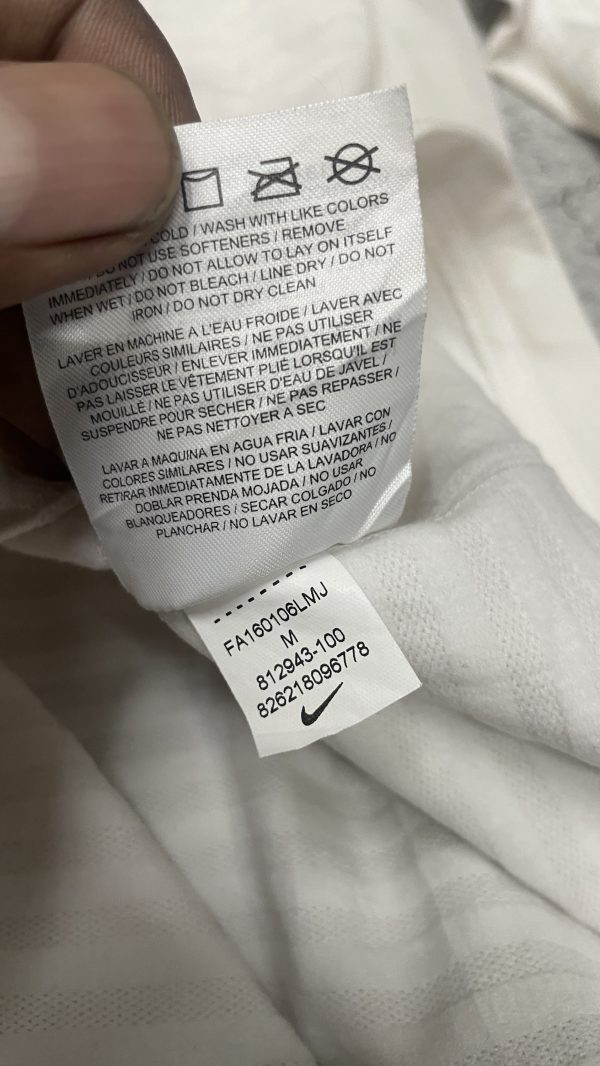 COLD / WASH WITH LIKE COLORS
/ DO NOT USE SOFTENERS / REMOVE
IMMEDIATELY / DO NOT ALLOW TO LAY ON ITSELF
WHEN WET / DO NOT BLEACH / LINE DRY / DO NOT
IRON / DO NOT DRY CLEAN
LAVER EN MACHINE A L'EAU FROIDE / LAVER AVEC
COULEURS SIMILAIRES / NE PAS UTILISER
D'ADOUCISSEUR / ENLEVER IMMEDIATEMENT / NE
PAS LAISSER LE VÊTEMENT PLIÉ LORSQU'IL EST
MOUILLÉ / NE PAS UTILISER D'EAU DE JAVEL /
SUSPENDRE POUR SECHER / NE PAS REPASSER /
NE PAS NETTOYER A SEC
LAVAR A MAQUINA EN AGUA FRIA / LAVAR CON
COLORES SIMILARES / NO USAR SUAVIZANTES /
RETIRAR INMEDIATAMENTE DE LA LAVADORA / NO
DOBLAR PRENDA MOJADA / NO USAR
BLANQUEADORES / SECAR COLGADO / NO
PLANCHAR / NO LAVAR EN SECO
FA160106LMJ
M
812943-100
826218096778